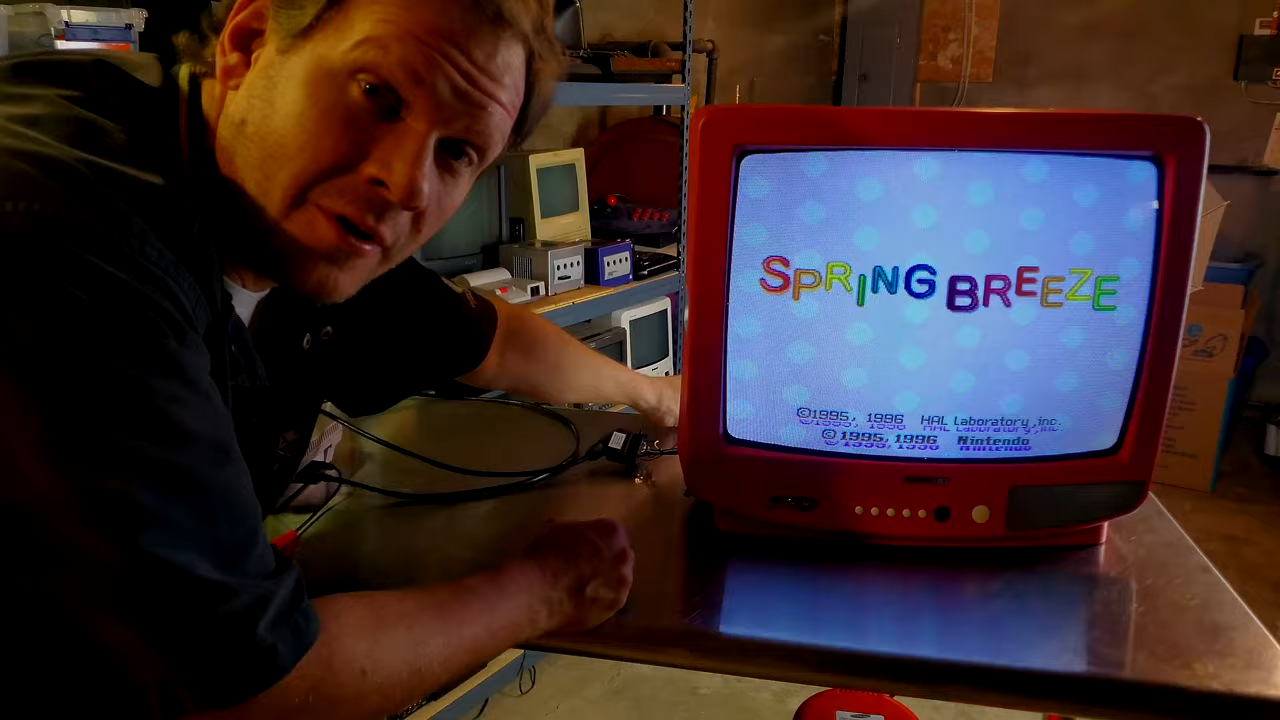 SPRING BREEZE
©1995, 1996 HAL Laboratory, inc.
©1995,1996 Nintendo